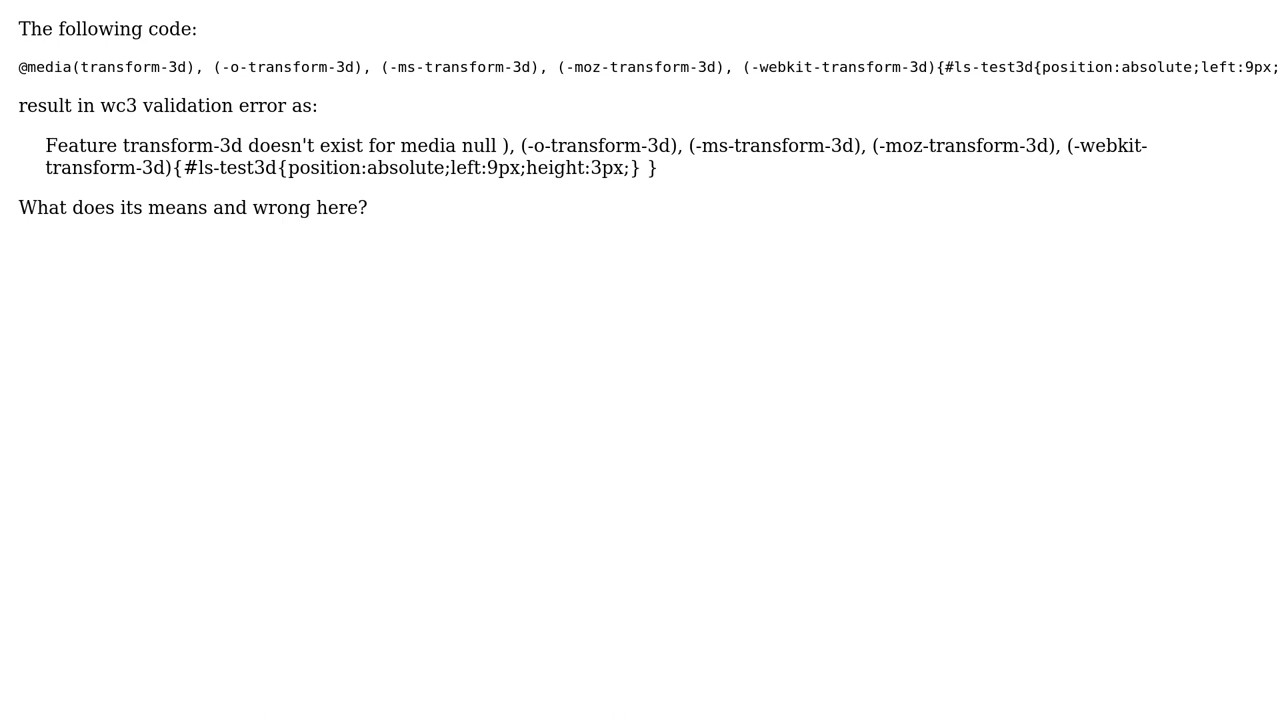 The following code:
@media(transform-3d), (-o-transform-3d), (-ms-transform-3d), (-moz-transform-3d), (-webkit-transform-3d){#ls-test3d{position:absolute;left:9px;
result in wc3 validation error as:
Feature transform-3d doesn't exist for media null ), (-o-transform-3d), (-ms-transform-3d), (-moz-transform-3d), (-webkit-
transform-3d){#ls-test3d{position:absolute;left:9px;height:3px;} }
What does its means and wrong here?